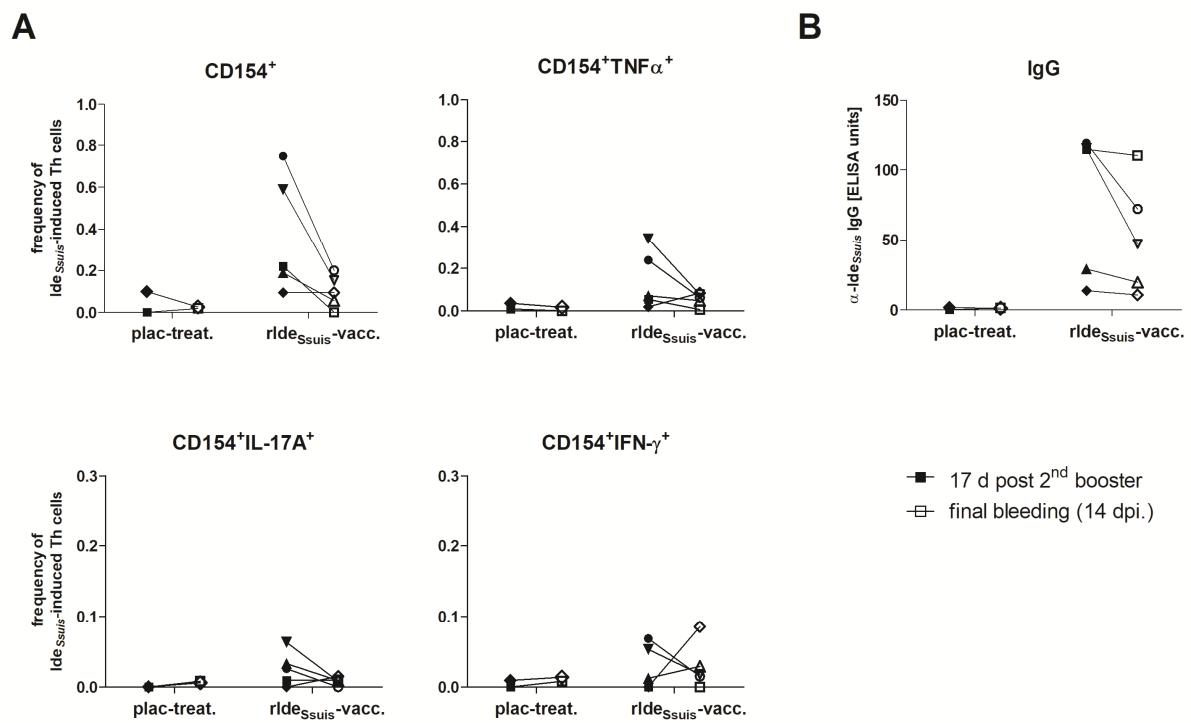 A
B
CD154+
CD154+TNFα+
IgG
frequency of
IdeSsuis-induced Th cells
1.0
0.8
0.6
0.4
0.2
0.0
plac-treat.
rIdeSsuis-vacc.
1.0
0.8
0.6
0.4
0.2
0.0
plac-treat.
rIdeSsuis-vacc.
α-IdeSsuis IgG [ELISA units]
150
100
50
0
plac-treat.
rIdeSsuis-vacc.
CD154+IL-17A+
CD154+IFN-γ+
frequency of
IdeSsuis-induced Th cells
0.3
0.2
0.1
0.0
plac-treat.
rIdeSsuis-vacc.
0.3
0.2
0.1
0.0
plac-treat.
rIdeSsuis-vacc.
17 d post 2nd booster
final bleeding (14 dpi.)